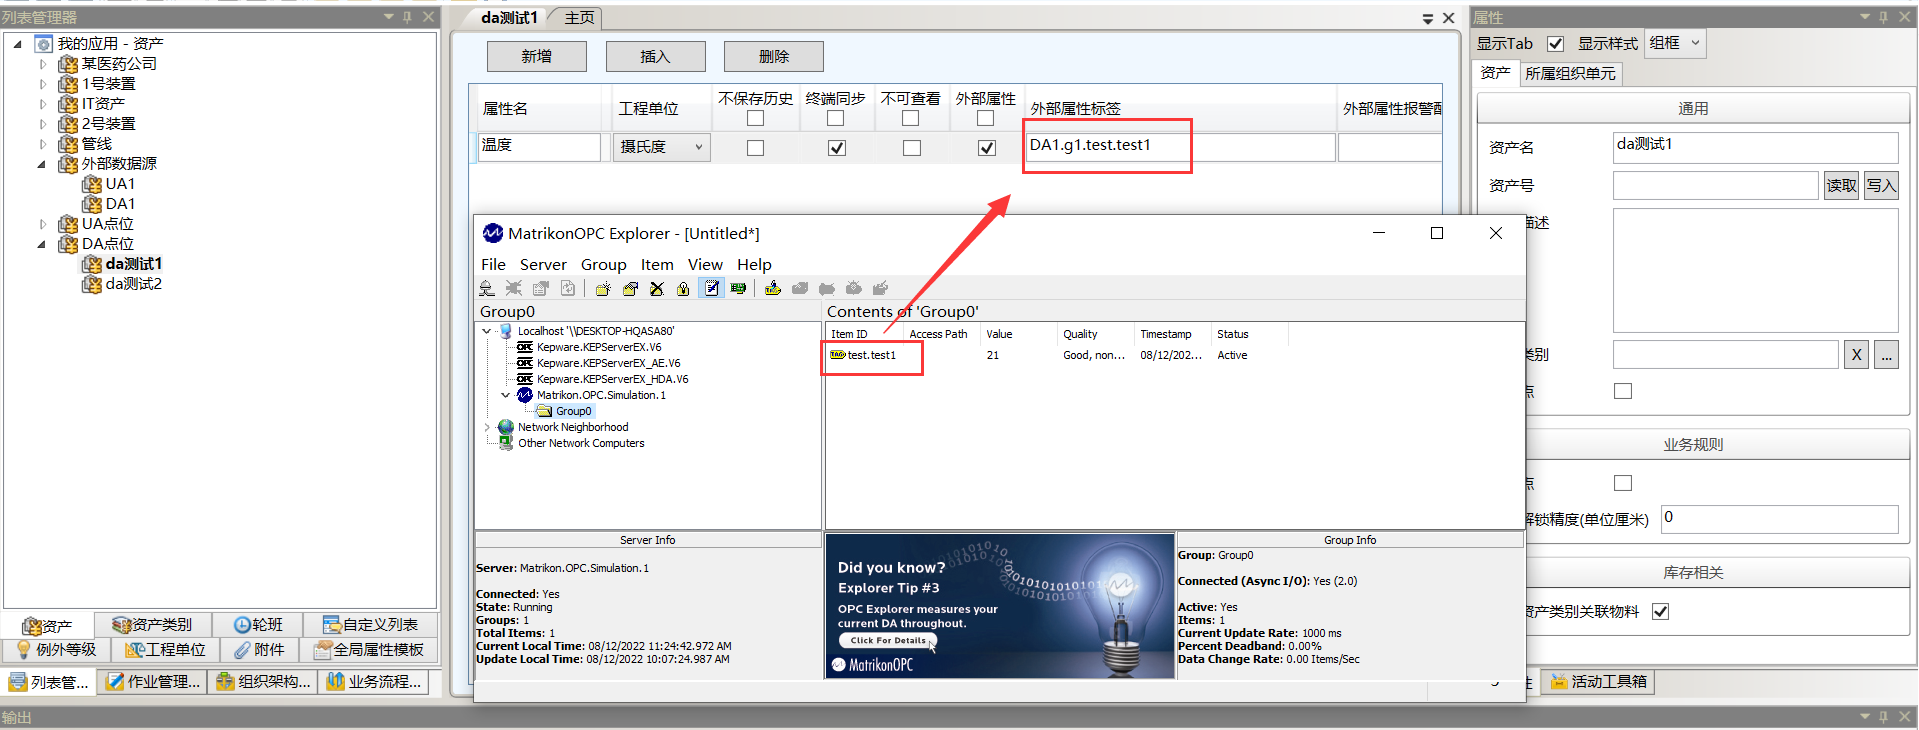 列表管理器
我的应用 - 资产
某医药公司
1号装置
IT资产
2号装置
管线
外部数据源
UA1
DA1
UA点位
DA点位
da测试1
da测试2
资产
资产类别
轮班
自定义列表
例外等级
工程单位
附件
全局属性模板
列表管...
作业管理...
组织架构...
业务流程...
输出
da测试1
主页
新增
插入
删除
属性名
工程单位
不保存历史
终端同步
不可查看
外部属性
外部属性标签
外部属性报警配
温度
摄氏度
DA1.g1.test.test1
MatrikonOPC Explorer - [Untitled*]
File Server Group Item View Help
Group0
Contents of 'Group0'
Localhost '\\DESKTOP-HQASA80'
Kepware.KEPServerEX.V6
Kepware.KEPServerEX_AE.V6
Kepware.KEPServerEX_HDA.V6
Matrikon.OPC.Simulation.1
Group0
Network Neighborhood
Other Network Computers
Item ID Access Path Value Quality Timestamp Status
test.test1 21 Good, non... 08/12/202... Active
Server Info
Server: Matrikon.OPC.Simulation.1
Connected: Yes
State: Running
Groups: 1
Total Items: 1
Current Local Time: 08/12/2022 11:24:42.972 AM
Update Local Time: 08/12/2022 10:07:24.987 AM
Did you know?
Explorer Tip #3
OPC Explorer measures your
current DA throughout.
Click For Details
MatrikonOPC
Group Info
Group: Group0
Connected (Async I/O): Yes (2.0)
Active: Yes
Items: 1
Current Update Rate: 1000 ms
Percent Deadband: 0.00%
Data Change Rate: 0.00 Items/Sec
属性
显示Tab 显示样式 组框
资产 所属组织单元
通用
资产名 da测试1
资产号 读取 写入
描述
类别 X ...
点
业务规则
点
解锁精度(单位厘米) 0
库存相关
资产类别关联物料
活动工具箱